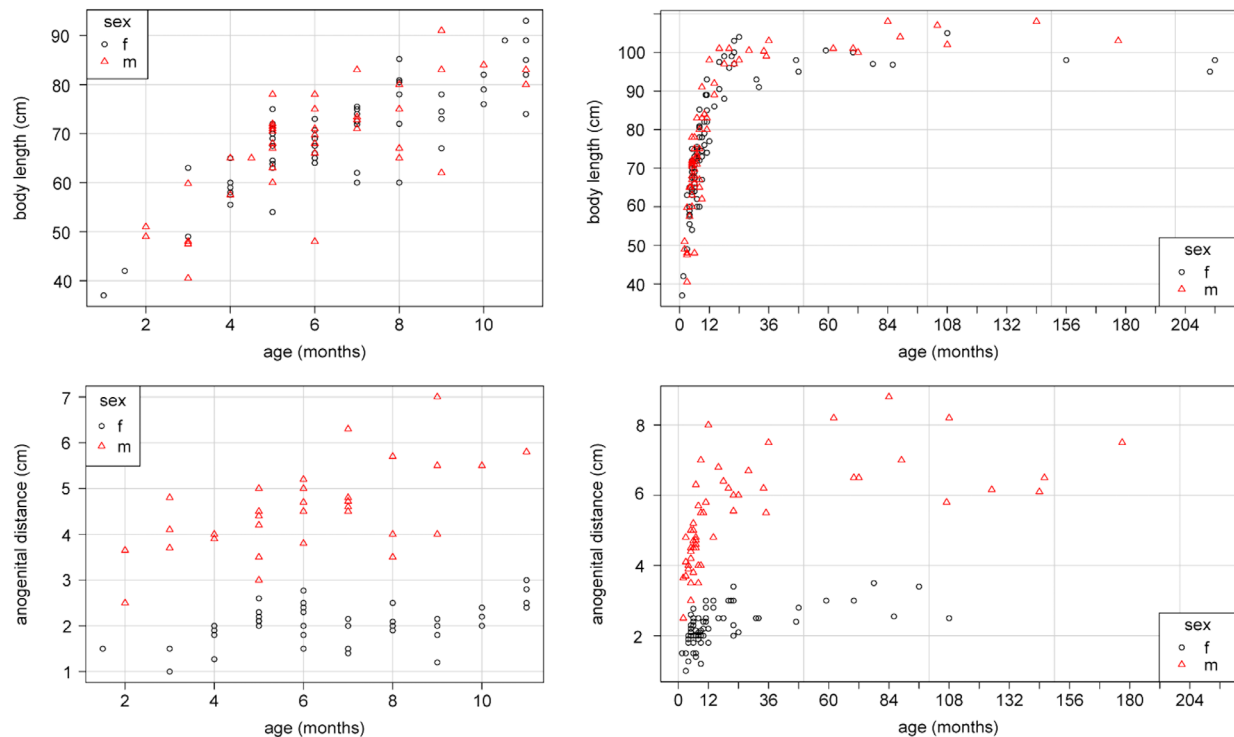 sex
f
m
90
80
70
60
50
40
body length (cm)
2 4 6 8 10
age (months)
100
90
80
70
60
50
40
body length (cm)
sex
f
m
0 12 36 60 84 108 132 156 180 204
age (months)
sex
f
m
7
6
5
4
3
2
1
anogenital distance (cm)
2 4 6 8 10
age (months)
8
6
4
2
anogenital distance (cm)
sex
f
m
0 12 36 60 84 108 132 156 180 204
age (months)